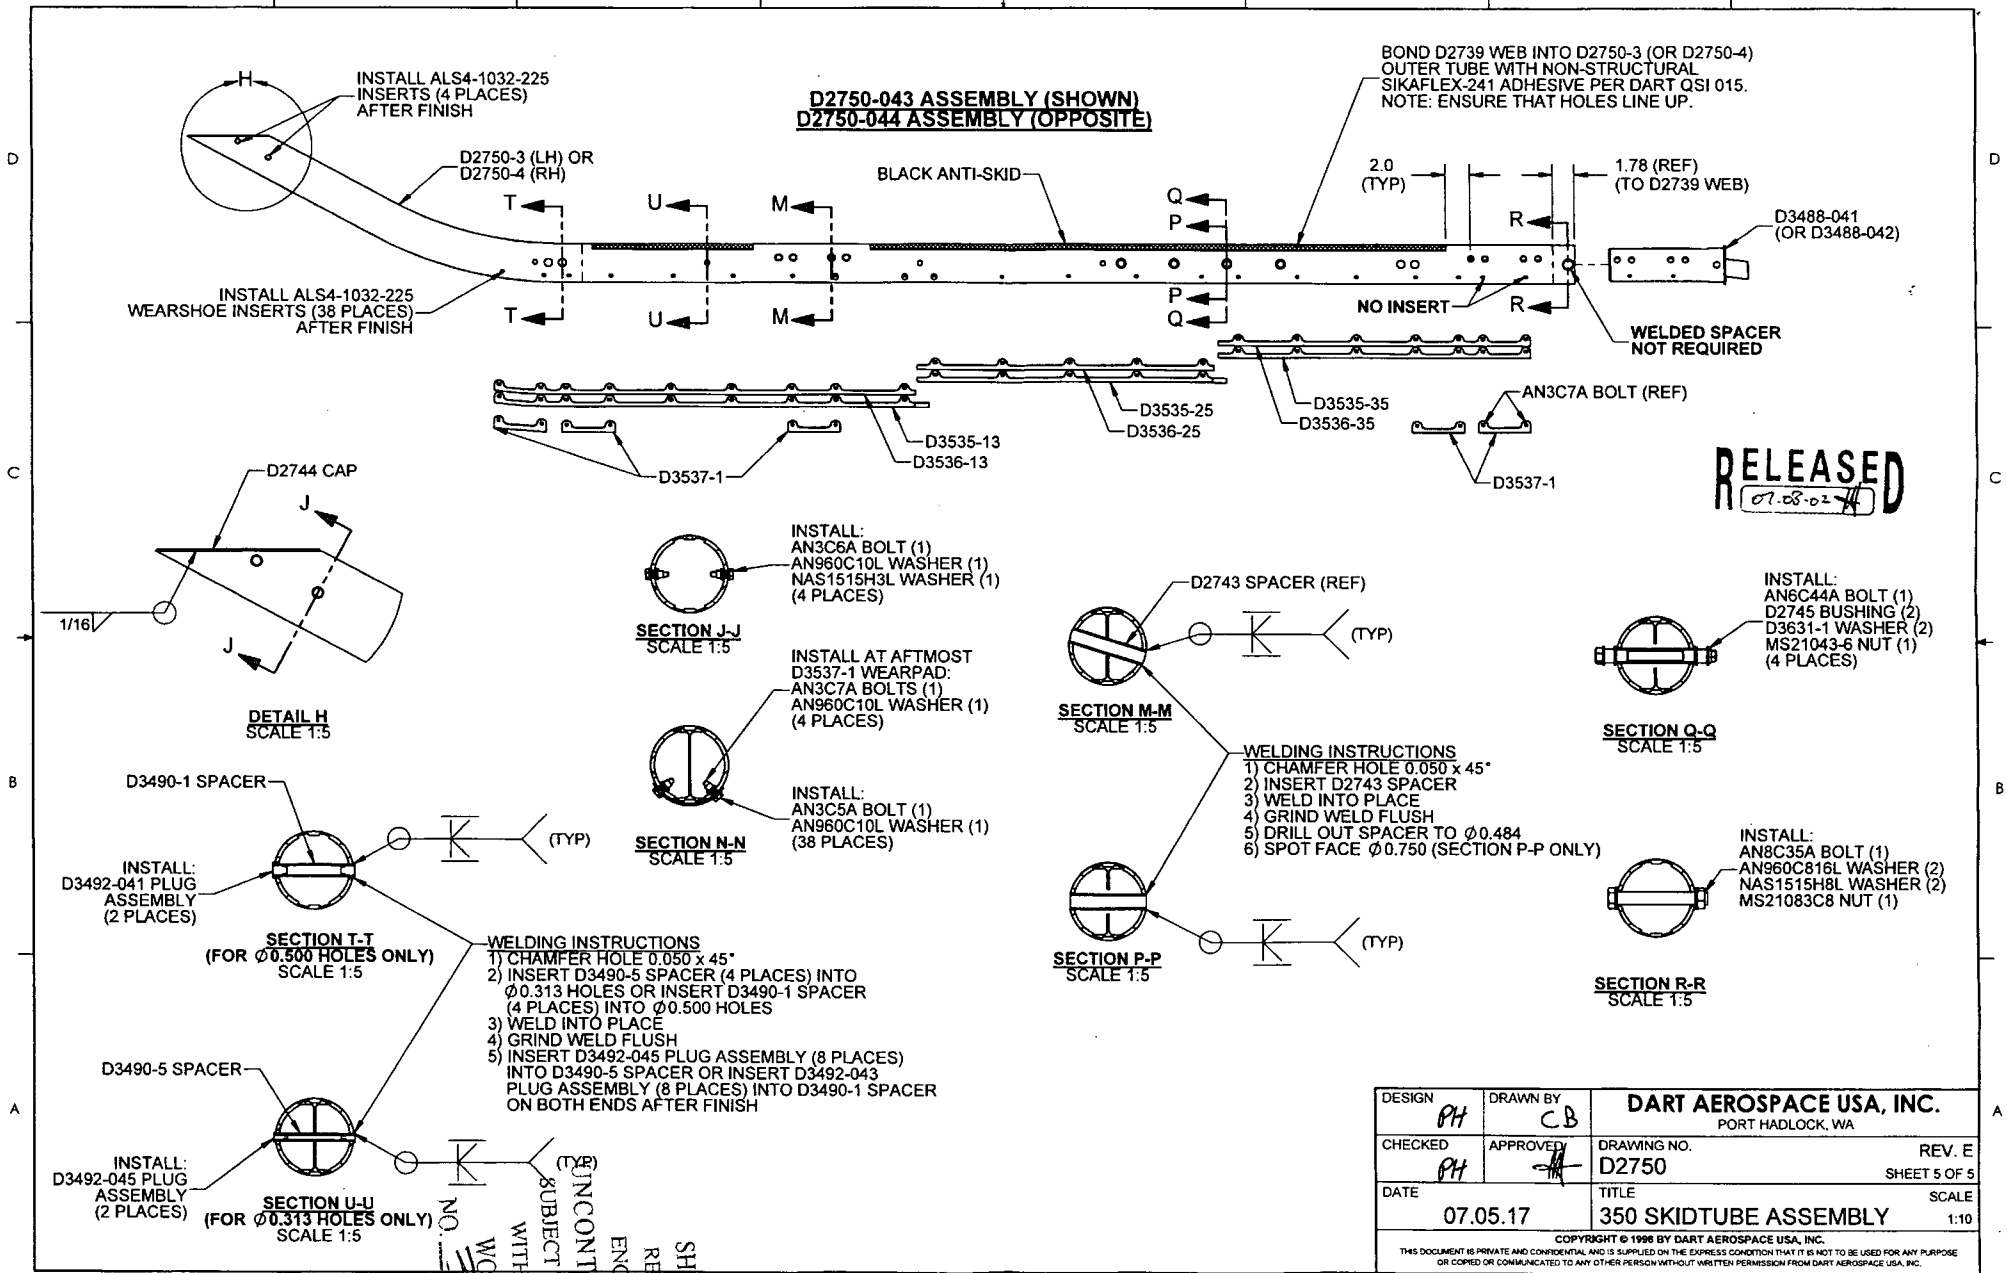 H
INSTALL ALS4-1032-225
INSERTS (4 PLACES)
AFTER FINISH
D2750-043 ASSEMBLY (SHOWN)
D2750-044 ASSEMBLY (OPPOSITE)
BOND D2739 WEB INTO D2750-3 (OR D2750-4)
OUTER TUBE WITH NON-STRUCTURAL
SIKAFLEX-241 ADHESIVE PER DART QSI 015.
NOTE: ENSURE THAT HOLES LINE UP.
D
D
D2750-3 (LH) OR
D2750-4 (RH)
BLACK ANTI-SKID
2.0
(TYP)
1.78 (REF)
(TO D2739 WEB)
T
U
M
Q
P
R
D3488-041
(OR D3488-042)
INSTALL ALS4-1032-225
WEARSHOE INSERTS (38 PLACES)
AFTER FINISH
T
U
M
P
Q
NO INSERT
R
WELDED SPACER
NOT REQUIRED
D3535-13
D3536-13
D3535-25
D3536-25
D3535-35
D3536-35
AN3C7A BOLT (REF)
D3537-1
D3537-1
C
C
RELEASED
07.08.02
D2744 CAP
J
J
1/16
DETAIL H
SCALE 1:5
INSTALL:
AN3C6A BOLT (1)
AN960C10L WASHER (1)
NAS1515H3L WASHER (1)
(4 PLACES)
SECTION J-J
SCALE 1:5
INSTALL AT AFTMOST
D3537-1 WEARPAD:
AN3C7A BOLTS (1)
AN960C10L WASHER (1)
(4 PLACES)
INSTALL:
AN3C5A BOLT (1)
AN960C10L WASHER (1)
(38 PLACES)
SECTION N-N
SCALE 1:5
D2743 SPACER (REF)
K
(TYP)
SECTION M-M
SCALE 1:5
WELDING INSTRUCTIONS
1) CHAMFER HOLE 0.050 x 45°
2) INSERT D2743 SPACER
3) WELD INTO PLACE
4) GRIND WELD FLUSH
5) DRILL OUT SPACER TO Ø0.484
6) SPOT FACE Ø0.750 (SECTION P-P ONLY)
K
(TYP)
SECTION P-P
SCALE 1:5
INSTALL:
AN6C44A BOLT (1)
D2745 BUSHING (2)
D3631-1 WASHER (2)
MS21043-6 NUT (1)
(4 PLACES)
SECTION Q-Q
SCALE 1:5
INSTALL:
AN8C35A BOLT (1)
AN960C816L WASHER (2)
NAS1515H8L WASHER (2)
MS21083C8 NUT (1)
SECTION R-R
SCALE 1:5
B
B
D3490-1 SPACER
K
(TYP)
INSTALL:
D3492-041 PLUG
ASSEMBLY
(2 PLACES)
SECTION T-T
(FOR Ø0.500 HOLES ONLY)
SCALE 1:5
WELDING INSTRUCTIONS
1) CHAMFER HOLE 0.050 x 45°
2) INSERT D3490-5 SPACER (4 PLACES) INTO
Ø0.313 HOLES OR INSERT D3490-1 SPACER
(4 PLACES) INTO Ø0.500 HOLES
3) WELD INTO PLACE
4) GRIND WELD FLUSH
5) INSERT D3492-045 PLUG ASSEMBLY (8 PLACES)
INTO D3490-5 SPACER OR INSERT D3492-043
PLUG ASSEMBLY (8 PLACES) INTO D3490-1 SPACER
ON BOTH ENDS AFTER FINISH
D3490-5 SPACER
K
(TYP)
INSTALL:
D3492-045 PLUG
ASSEMBLY
(2 PLACES)
SECTION U-U
(FOR Ø0.313 HOLES ONLY)
SCALE 1:5
A
A
NO.
WO
WITH
SUBJECT
UNCONT
ENG
RE
SH
DESIGN
PH
DRAWN BY
CB
DART AEROSPACE USA, INC.
PORT HADLOCK, WA
CHECKED
PH
APPROVED
DRAWING NO.
D2750
REV. E
SHEET 5 OF 5
DATE
07.05.17
TITLE
350 SKIDTUBE ASSEMBLY
SCALE
1:10
COPYRIGHT © 1996 BY DART AEROSPACE USA, INC.
THIS DOCUMENT IS PRIVATE AND CONFIDENTIAL AND IS SUPPLIED ON THE EXPRESS CONDITION THAT IT IS NOT TO BE USED FOR ANY PURPOSE
OR COPIED OR COMMUNICATED TO ANY OTHER PERSON WITHOUT WRITTEN PERMISSION FROM DART AEROSPACE USA, INC.